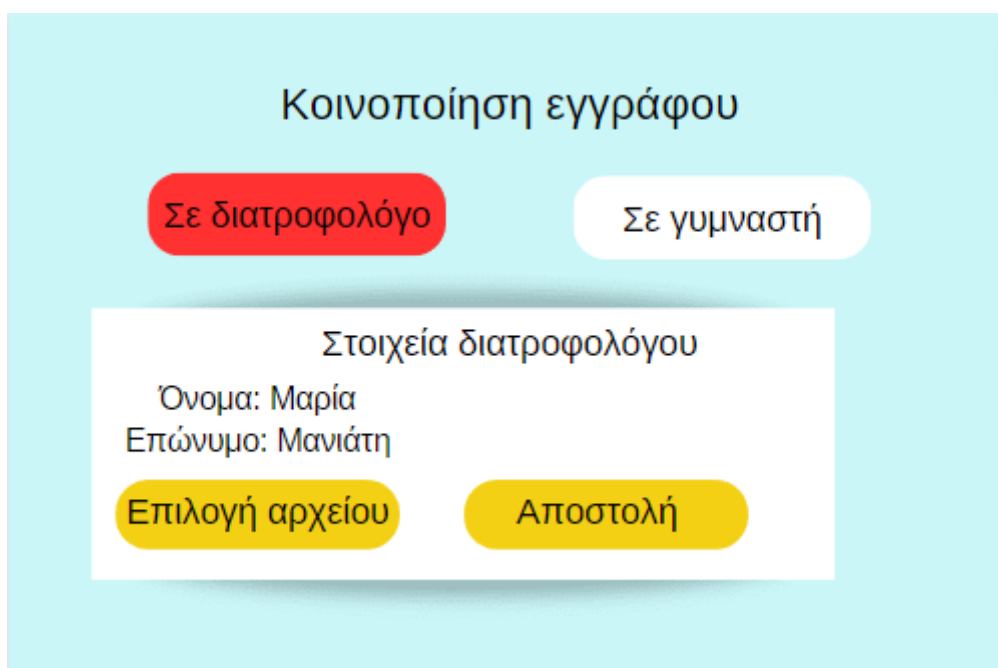 Κοινοποίηση εγγράφου
Σε διατροφολόγο
Σε γυμναστή
Στοιχεία διατροφολόγου
Όνομα: Μαρία
Επώνυμο: Μανιάτη
Επιλογή αρχείου
Αποστολή